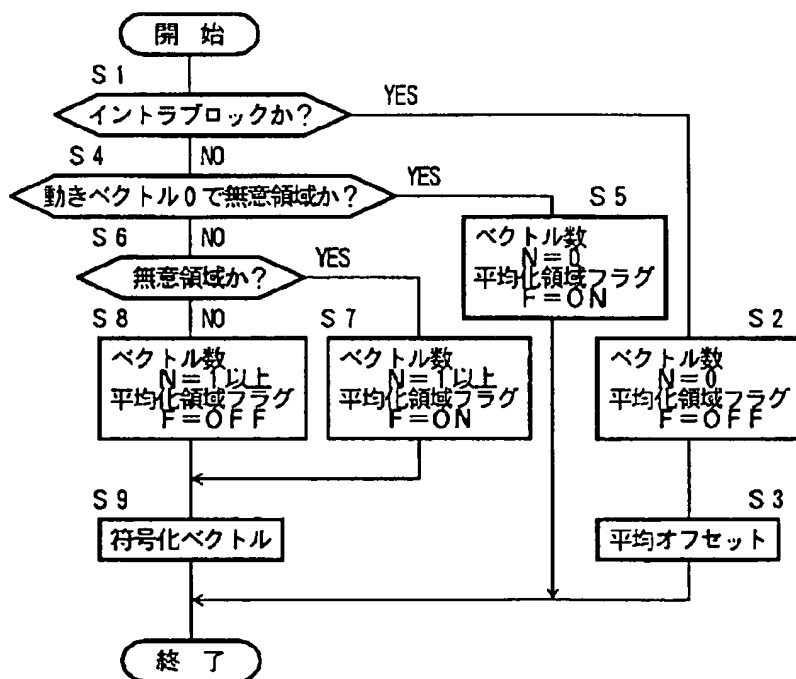 開始
S1
イントラブロックか？
YES
S4
NO
動きベクトル0で無意領域か？
YES
S5
ベクトル数
N＝0
平均化領域フラグ
F＝ON
S6
NO
無意領域か？
YES
S8
NO
S7
S2
ベクトル数
N＝1以上
平均化領域フラグ
F＝OFF
ベクトル数
N＝1以上
平均化領域フラグ
F＝ON
ベクトル数
N＝0
平均化領域フラグ
F＝OFF
S9
符号化ベクトル
S3
平均オフセット
終了